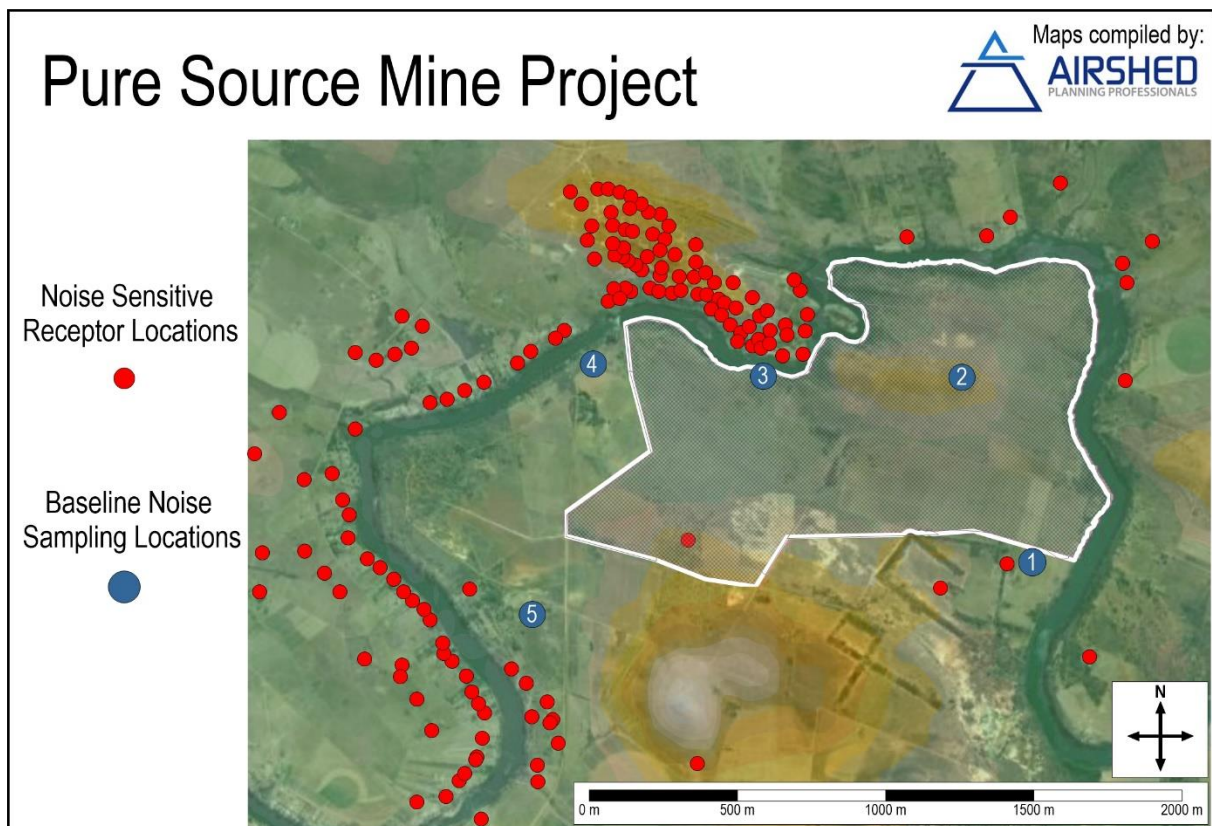 Pure Source Mine Project
Maps compiled by:
AIRSHED
PLANNING PROFESSIONALS
Noise Sensitive
Receptor Locations
Baseline Noise
Sampling Locations
4
3
2
1
5
N
0 m
500 m
1000 m
1500 m
2000 m